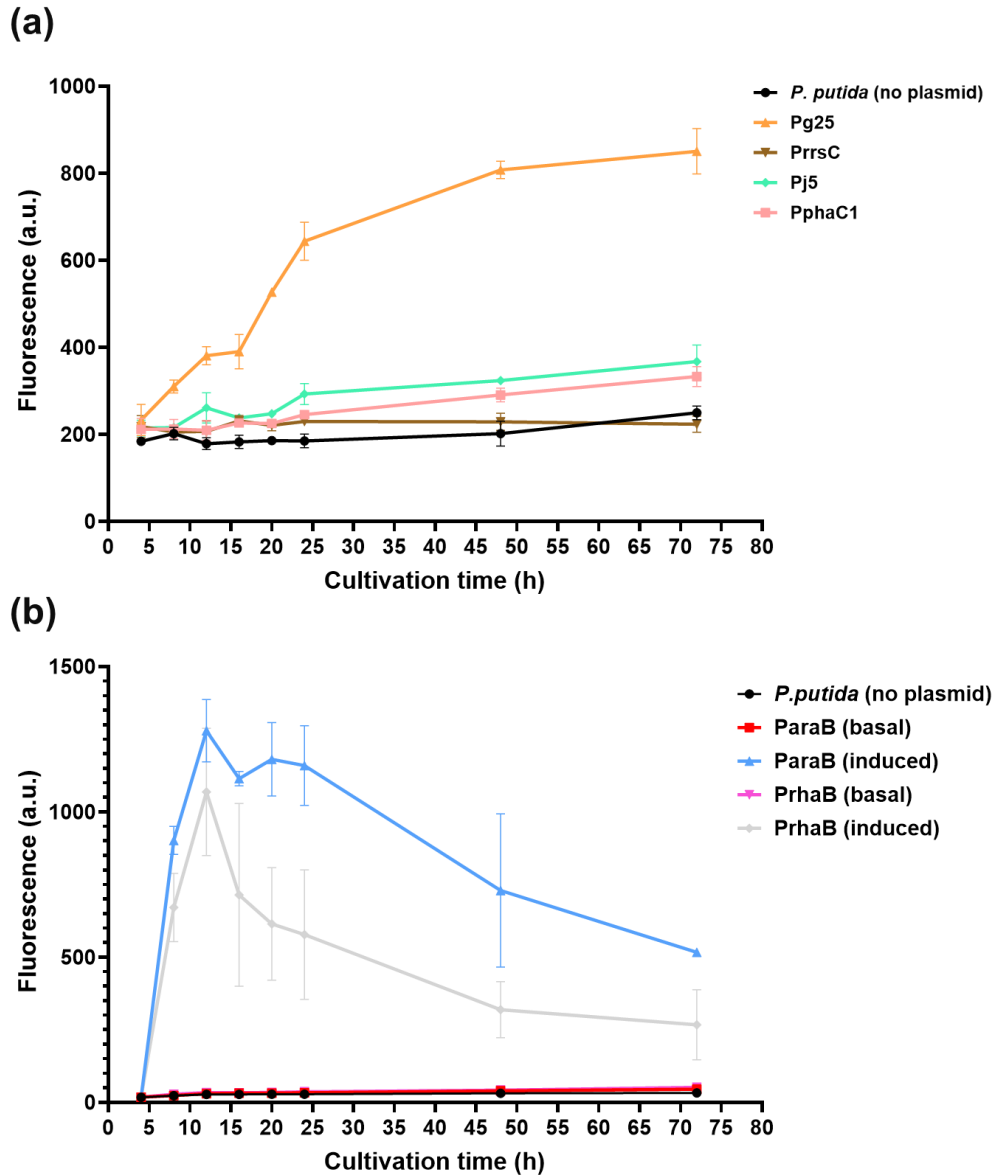 (a)
1000
800
600
400
200
0
Fluorescence (a.u.)
0 5 10 15 20 25 30 35 40 45 50 55 60 65 70 75 80
Cultivation time (h)
P. putida (no plasmid)
Pg25
PrrsC
Pj5
PphaC1
(b)
1500
1000
500
0
Fluorescence (a.u.)
0 5 10 15 20 25 30 35 40 45 50 55 60 65 70 75 80
Cultivation time (h)
P.putida (no plasmid)
ParaB (basal)
ParaB (induced)
PrhaB (basal)
PrhaB (induced)